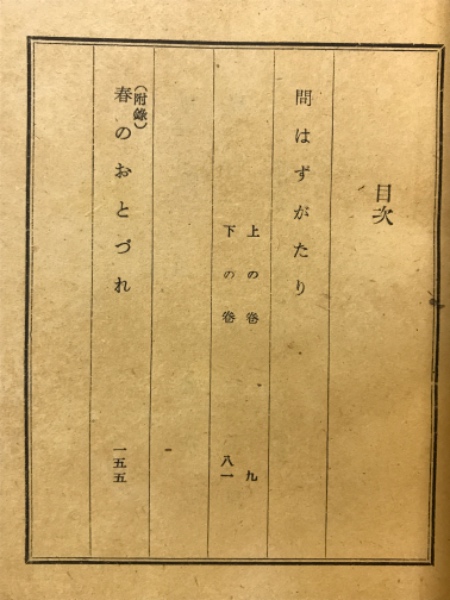 目次
問はずがたり
上の巻 九
下の巻 八一
(附錄)
春のおとづれ 一五五